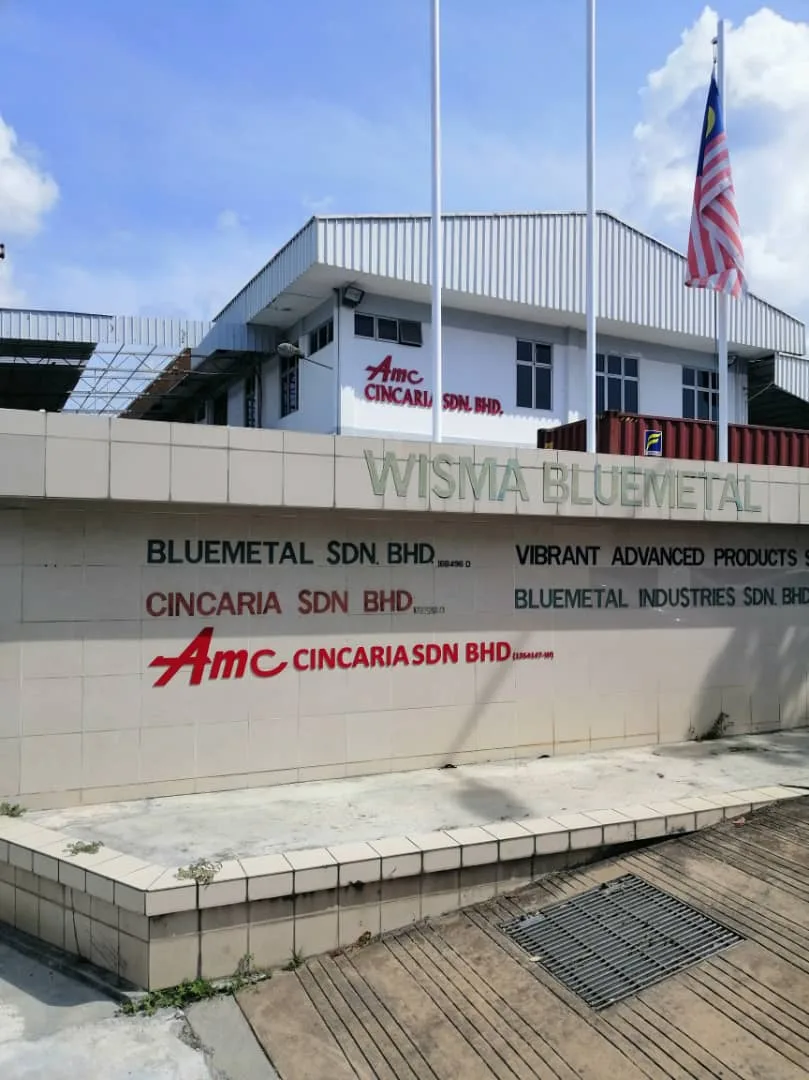 Amc
CINCARIA SDN. BHD.
WISMA BLUEMETAL
BLUEMETAL SDN. BHD.
CINCARIA SDN BHD
Amc CINCARIA SDN BHD
VIBRANT ADVANCED PRODUCTS S
BLUEMETAL INDUSTRIES SDN. BHD